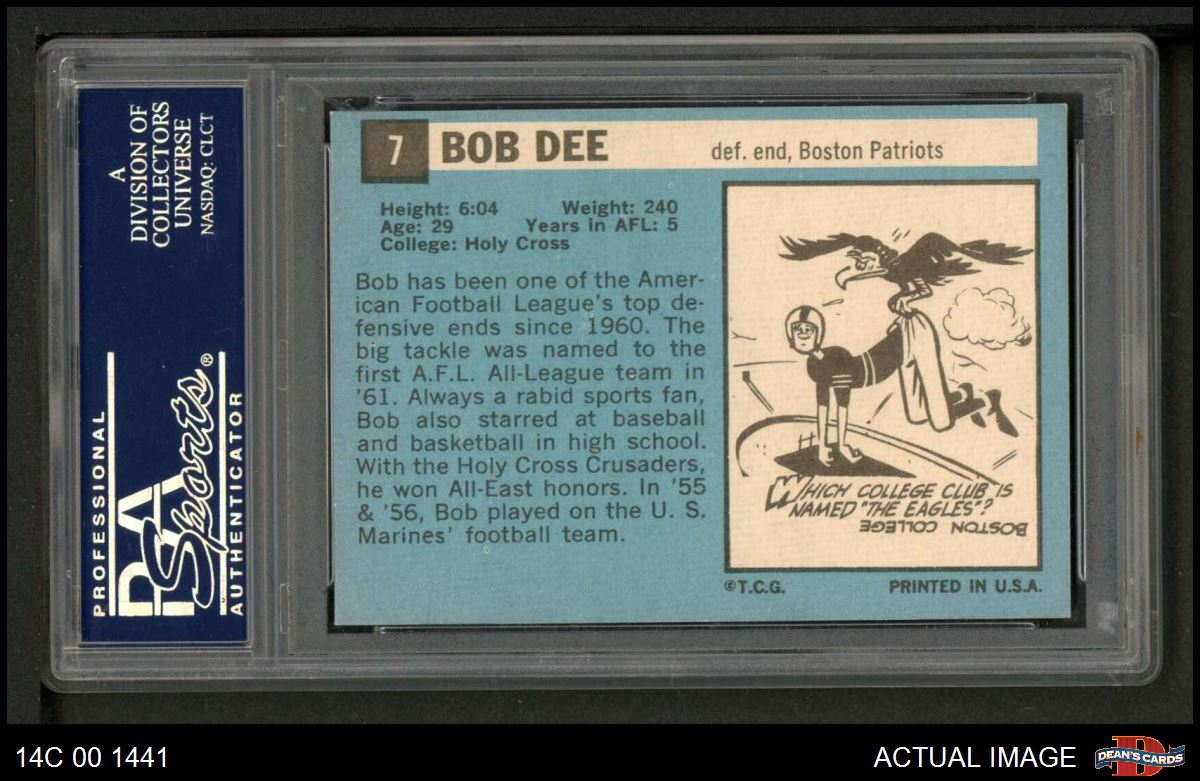 A
DIVISION OF
COLLECTORS
UNIVERSE
NASDAQ: CLCT
PROFESSIONAL
PSA
Sports®
AUTHENTICATOR
7 BOB DEE def. end, Boston Patriots
Height: 6:04 Weight: 240
Age: 29 Years in AFL: 5
College: Holy Cross
Bob has been one of the Amer-
ican Football League's top de-
fensive ends since 1960. The
big tackle was named to the
first A.F.L. All-League team in
'61. Always a rabid sports fan,
Bob also starred at baseball
and basketball in high school.
With the Holy Cross Crusaders,
he won All-East honors. In '55
& '56, Bob played on the U. S.
Marines' football team.
WHICH COLLEGE CLUB IS
NAMED "THE EAGLES"?
BOSTON COLLEGE
©T.C.G. PRINTED IN U.S.A.
14C 00 1441
ACTUAL IMAGE
D
DEAN'S CARDS